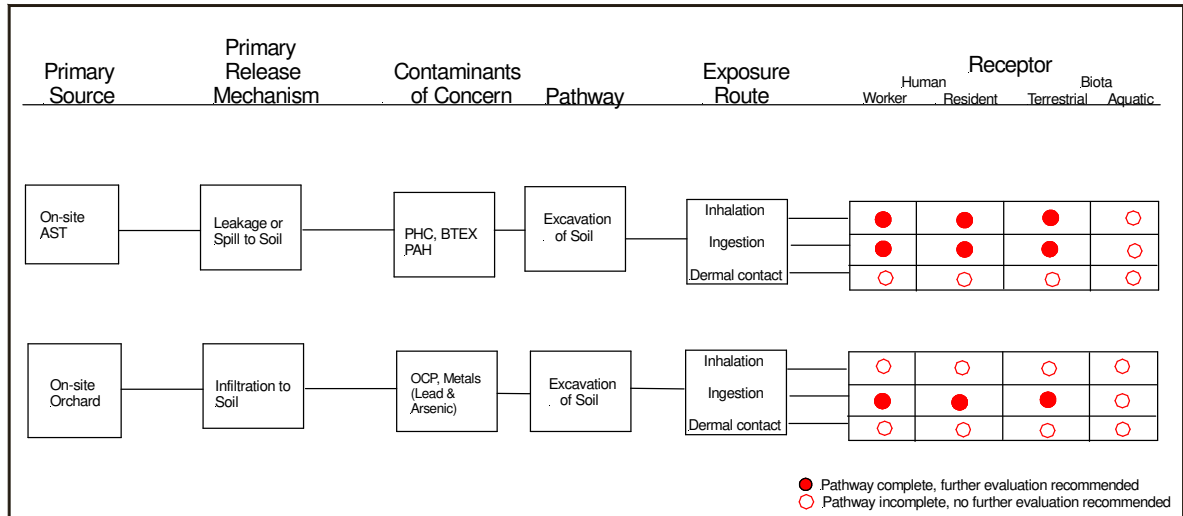 Primary
Source
Primary
Release
Mechanism
Contaminants
of Concern
Pathway
Exposure
Route
Receptor
Human
Biota
Worker
Resident
Terrestrial
Aquatic
On-site
AST
Leakage or
Spill to Soil
PHC, BTEX
PAH
Excavation
of Soil
Inhalation
Ingestion
Dermal contact
On-site
Orchard
Infiltration to
Soil
OCP, Metals
(Lead &
Arsenic)
Excavation
of Soil
Inhalation
Ingestion
Dermal contact
Pathway complete, further evaluation recommended
Pathway incomplete, no further evaluation recommended